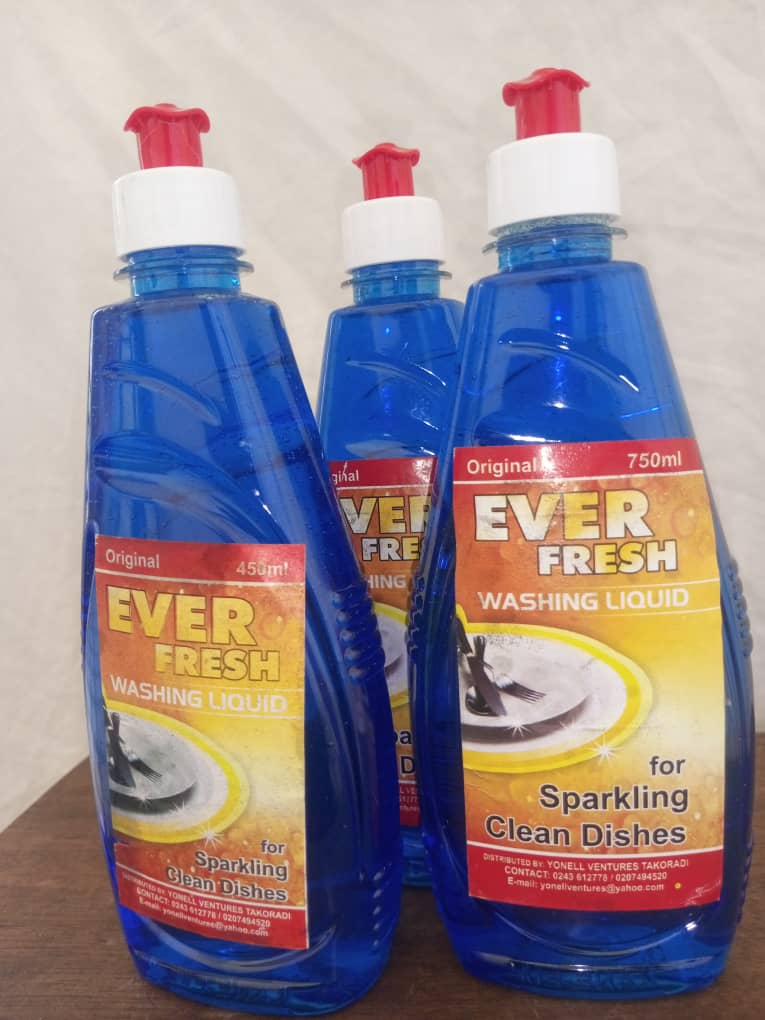 Original 450ml
EVER
FRESH
WASHING LIQUID
for
Sparkling
Clean Dishes
DISTRIBUTED BY: YONELL VENTURES TAKORADI
CONTACT: 0243 612778 / 0207494520
E-mail: yonellventures@yahoo.com
Original 750ml
EVER
FRESH
WASHING LIQUID
for
Sparkling
Clean Dishes
DISTRIBUTED BY: YONELL VENTURES TAKORADI
CONTACT: 0243 612778 / 0207494520
E-mail: yonellventures@yahoo.com